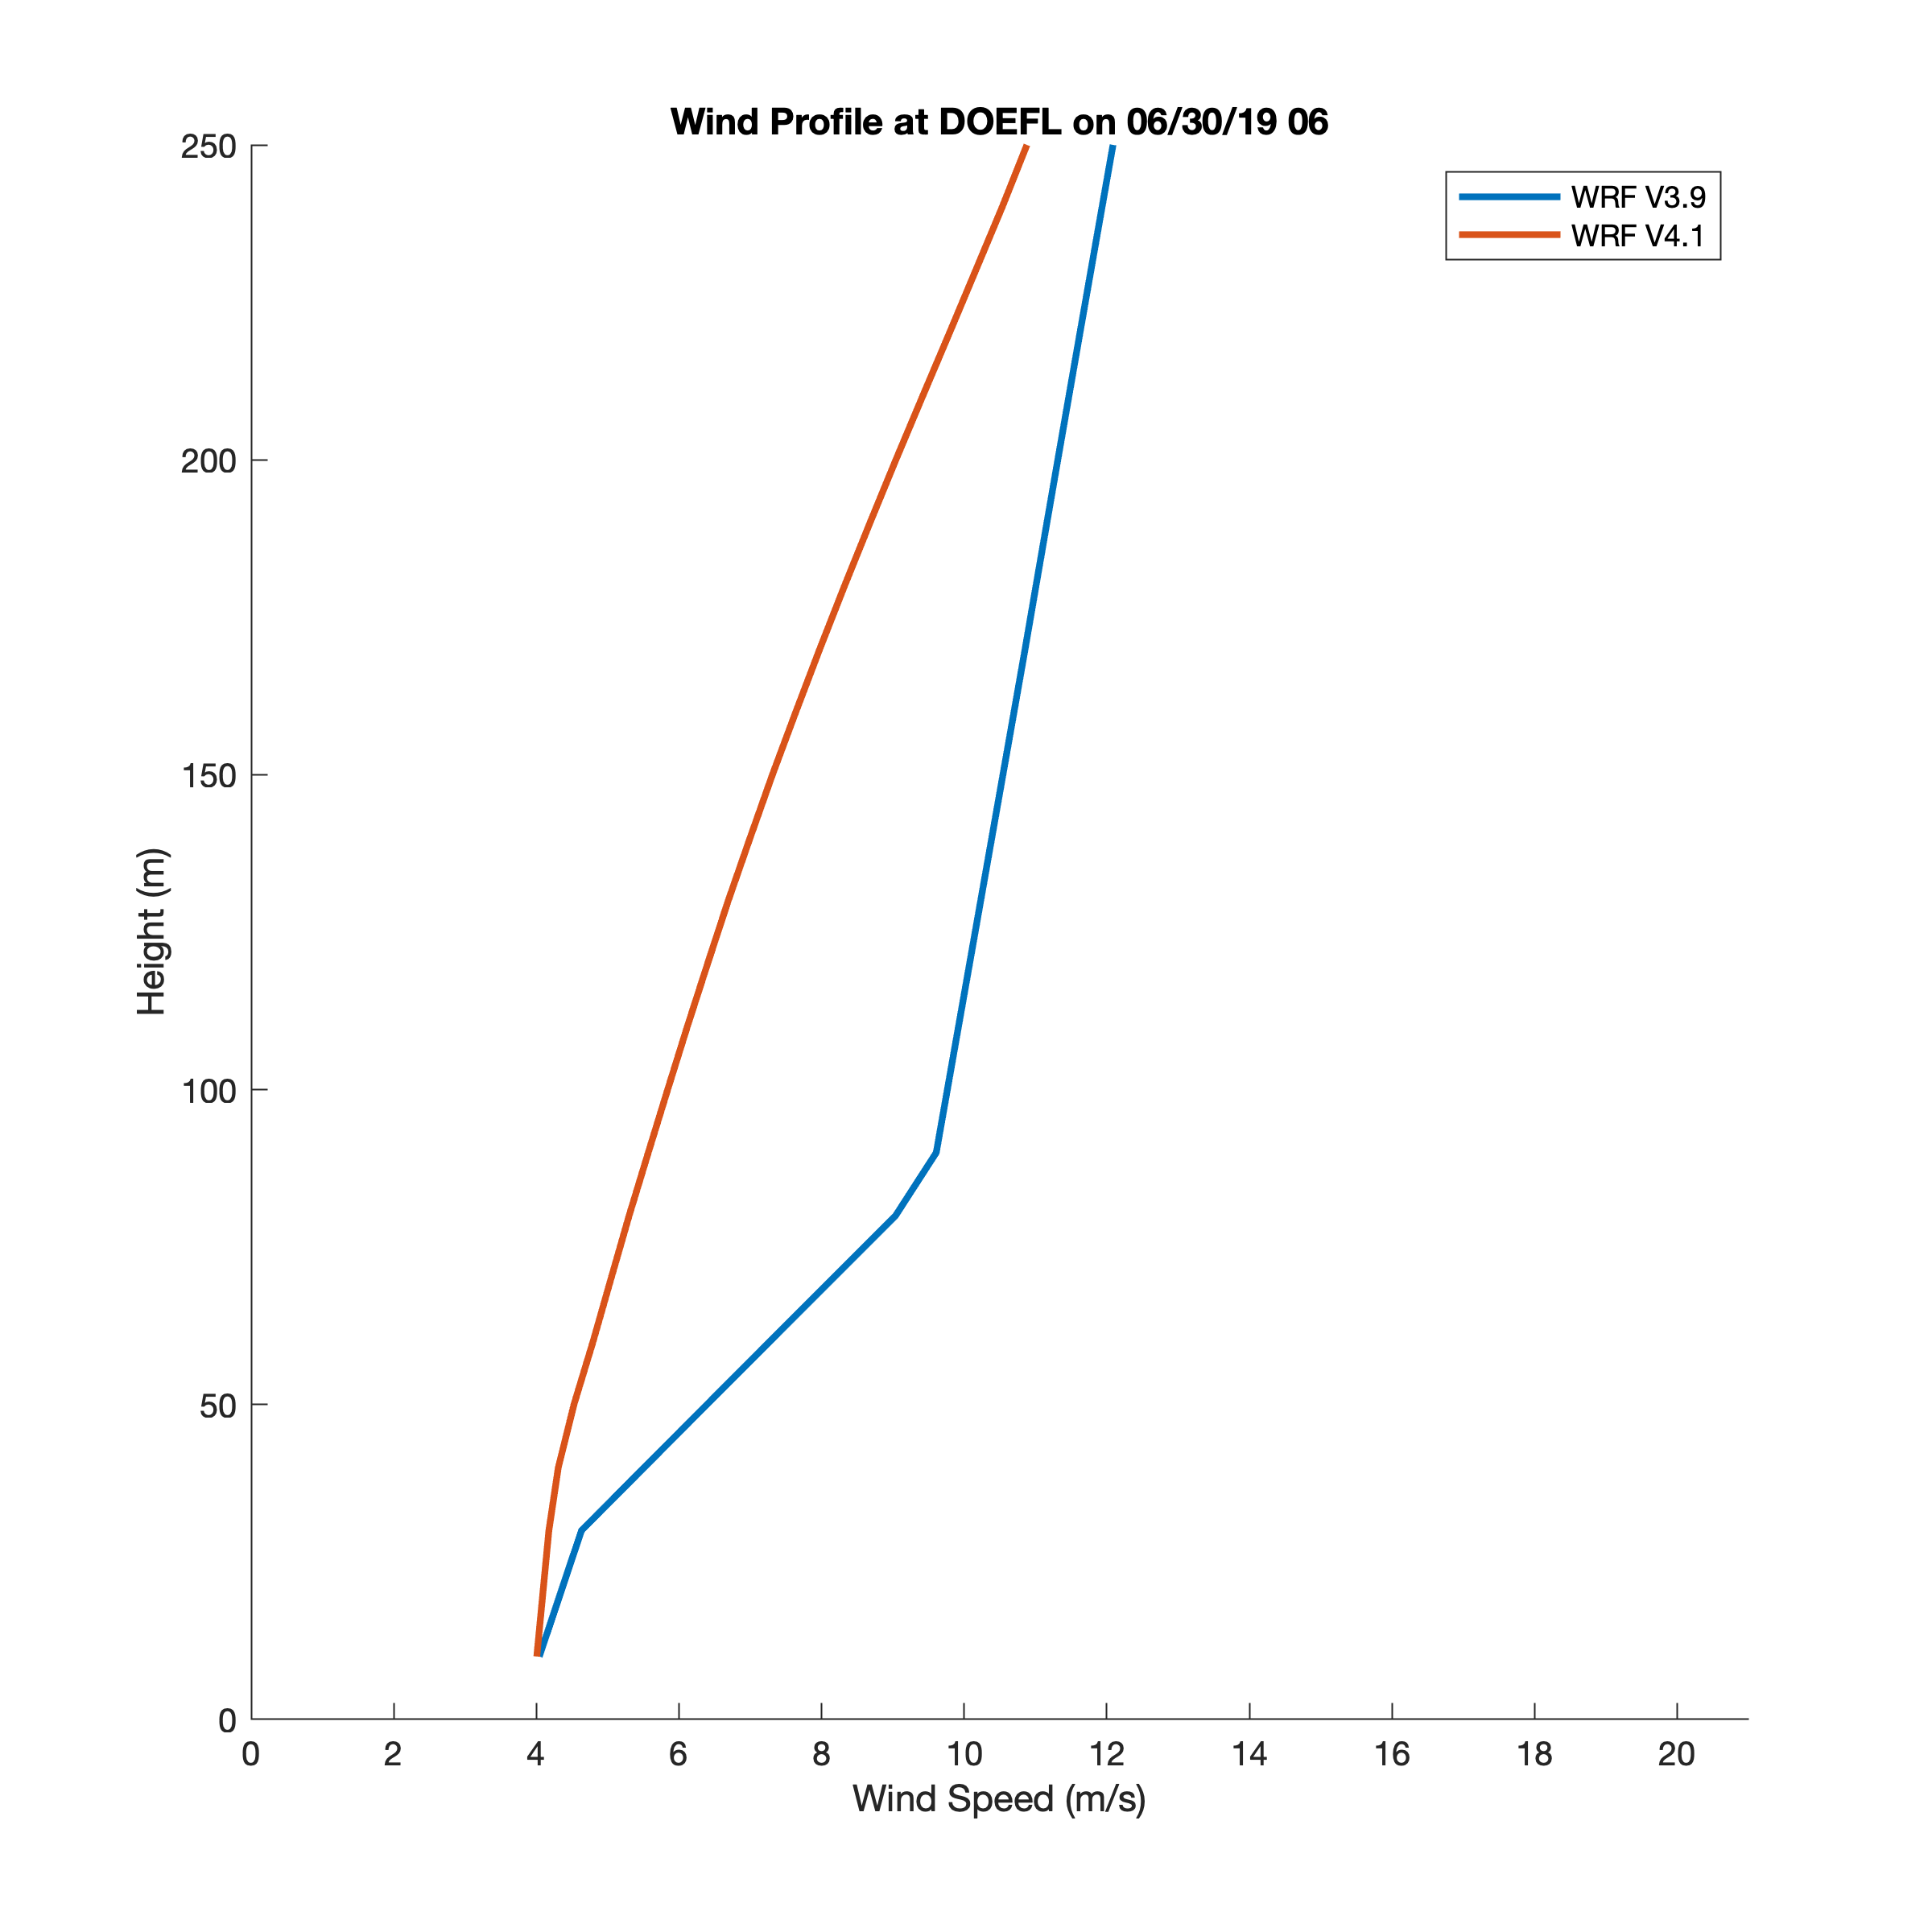 Wind Profile at DOEFL on 06/30/19 06
WRF V3.9
WRF V4.1
250
200
150
100
50
0
Height (m)
0 2 4 6 8 10 12 14 16 18 20
Wind Speed (m/s)